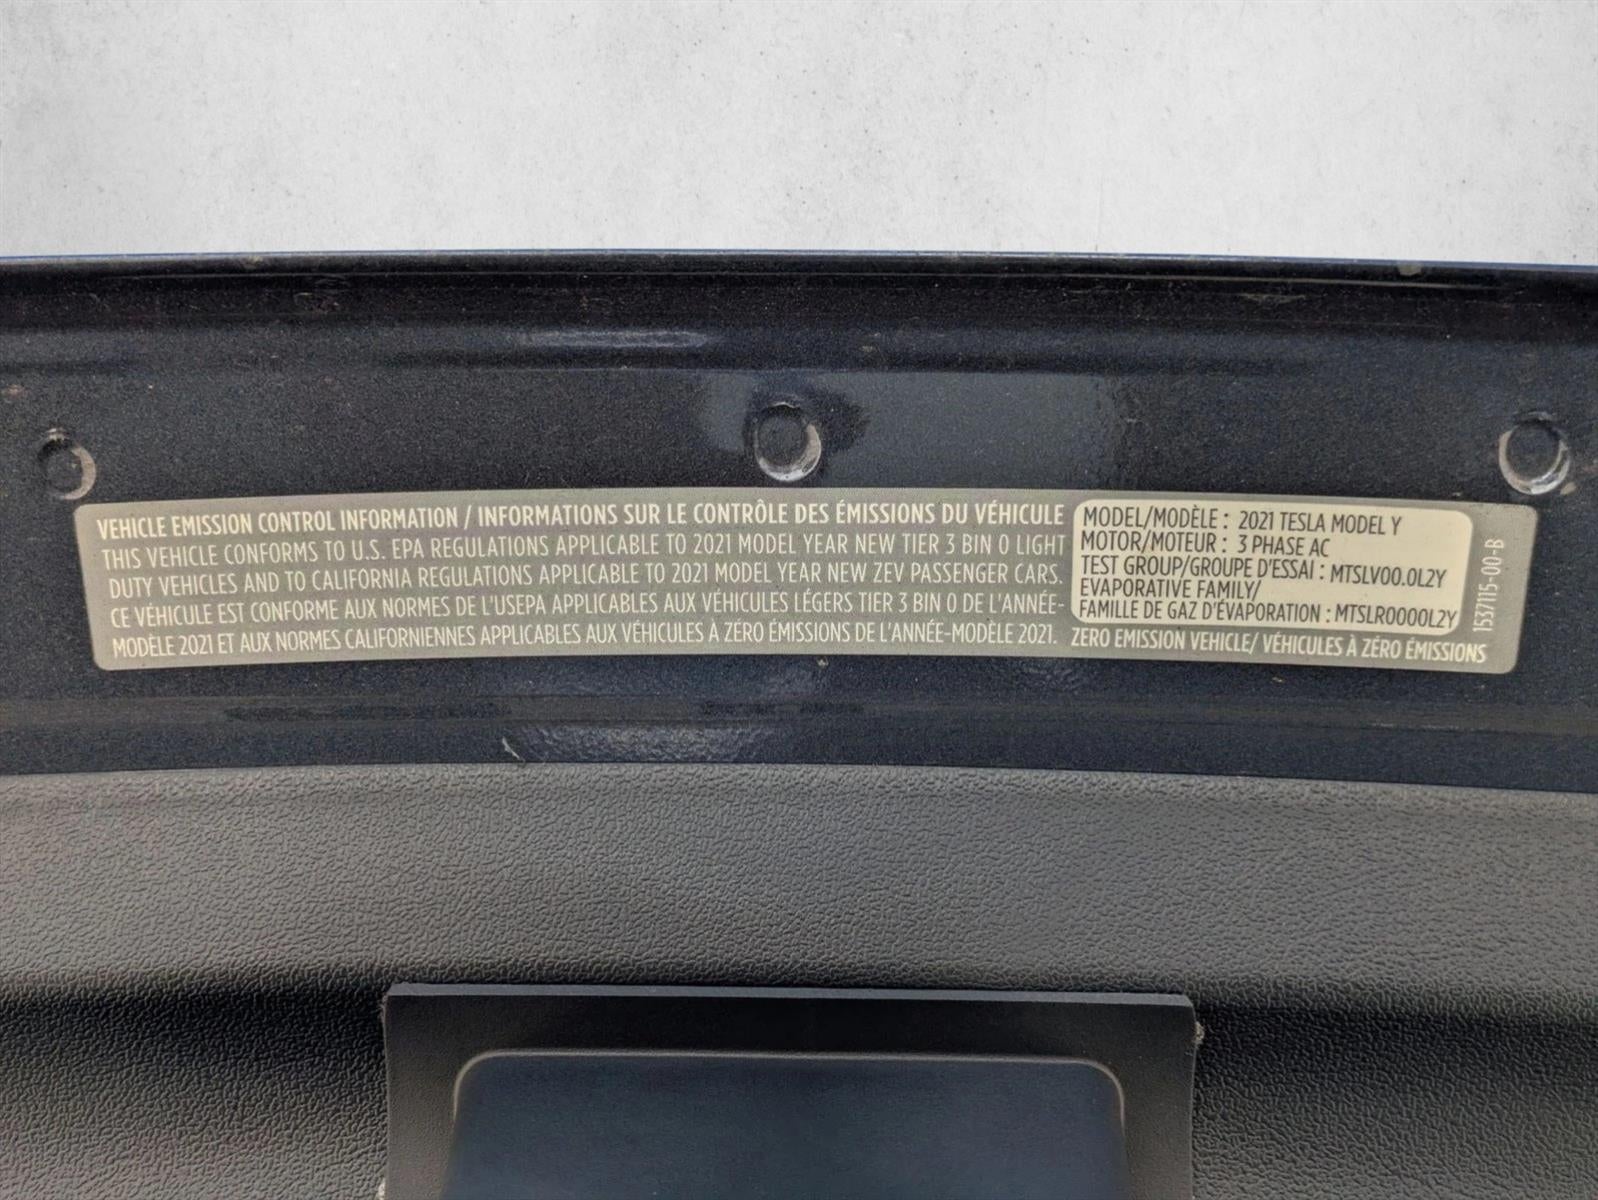 VEHICLE EMISSION CONTROL INFORMATION / INFORMATIONS SUR LE CONTRÔLE DES ÉMISSIONS DU VÉHICULE
THIS VEHICLE CONFORMS TO U.S. EPA REGULATIONS APPLICABLE TO 2021 MODEL YEAR NEW TIER 3 BIN 0 LIGHT
DUTY VEHICLES AND TO CALIFORNIA REGULATIONS APPLICABLE TO 2021 MODEL YEAR NEW ZEV PASSENGER CARS.
CE VÉHICULE EST CONFORME AUX NORMES DE L'USEPA APPLICABLES AUX VÉHICULES LÉGERS TIER 3 BIN 0 DE L'ANNÉE-
MODÈLE 2021 ET AUX NORMES CALIFORNIENNES APPLICABLES AUX VÉHICULES À ZÉRO ÉMISSIONS DE L'ANNÉE-MODÈLE 2021.
MODEL/MODÈLE : 2021 TESLA MODEL Y
MOTOR/MOTEUR : 3 PHASE AC
TEST GROUP/GROUPE D'ESSAI : MTSLV00.0L2Y
EVAPORATIVE FAMILY/
FAMILLE DE GAZ D'ÉVAPORATION : MTSLR0000L2Y
ZERO EMISSION VEHICLE/ VÉHICULES À ZÉRO ÉMISSIONS
1537115-00-B